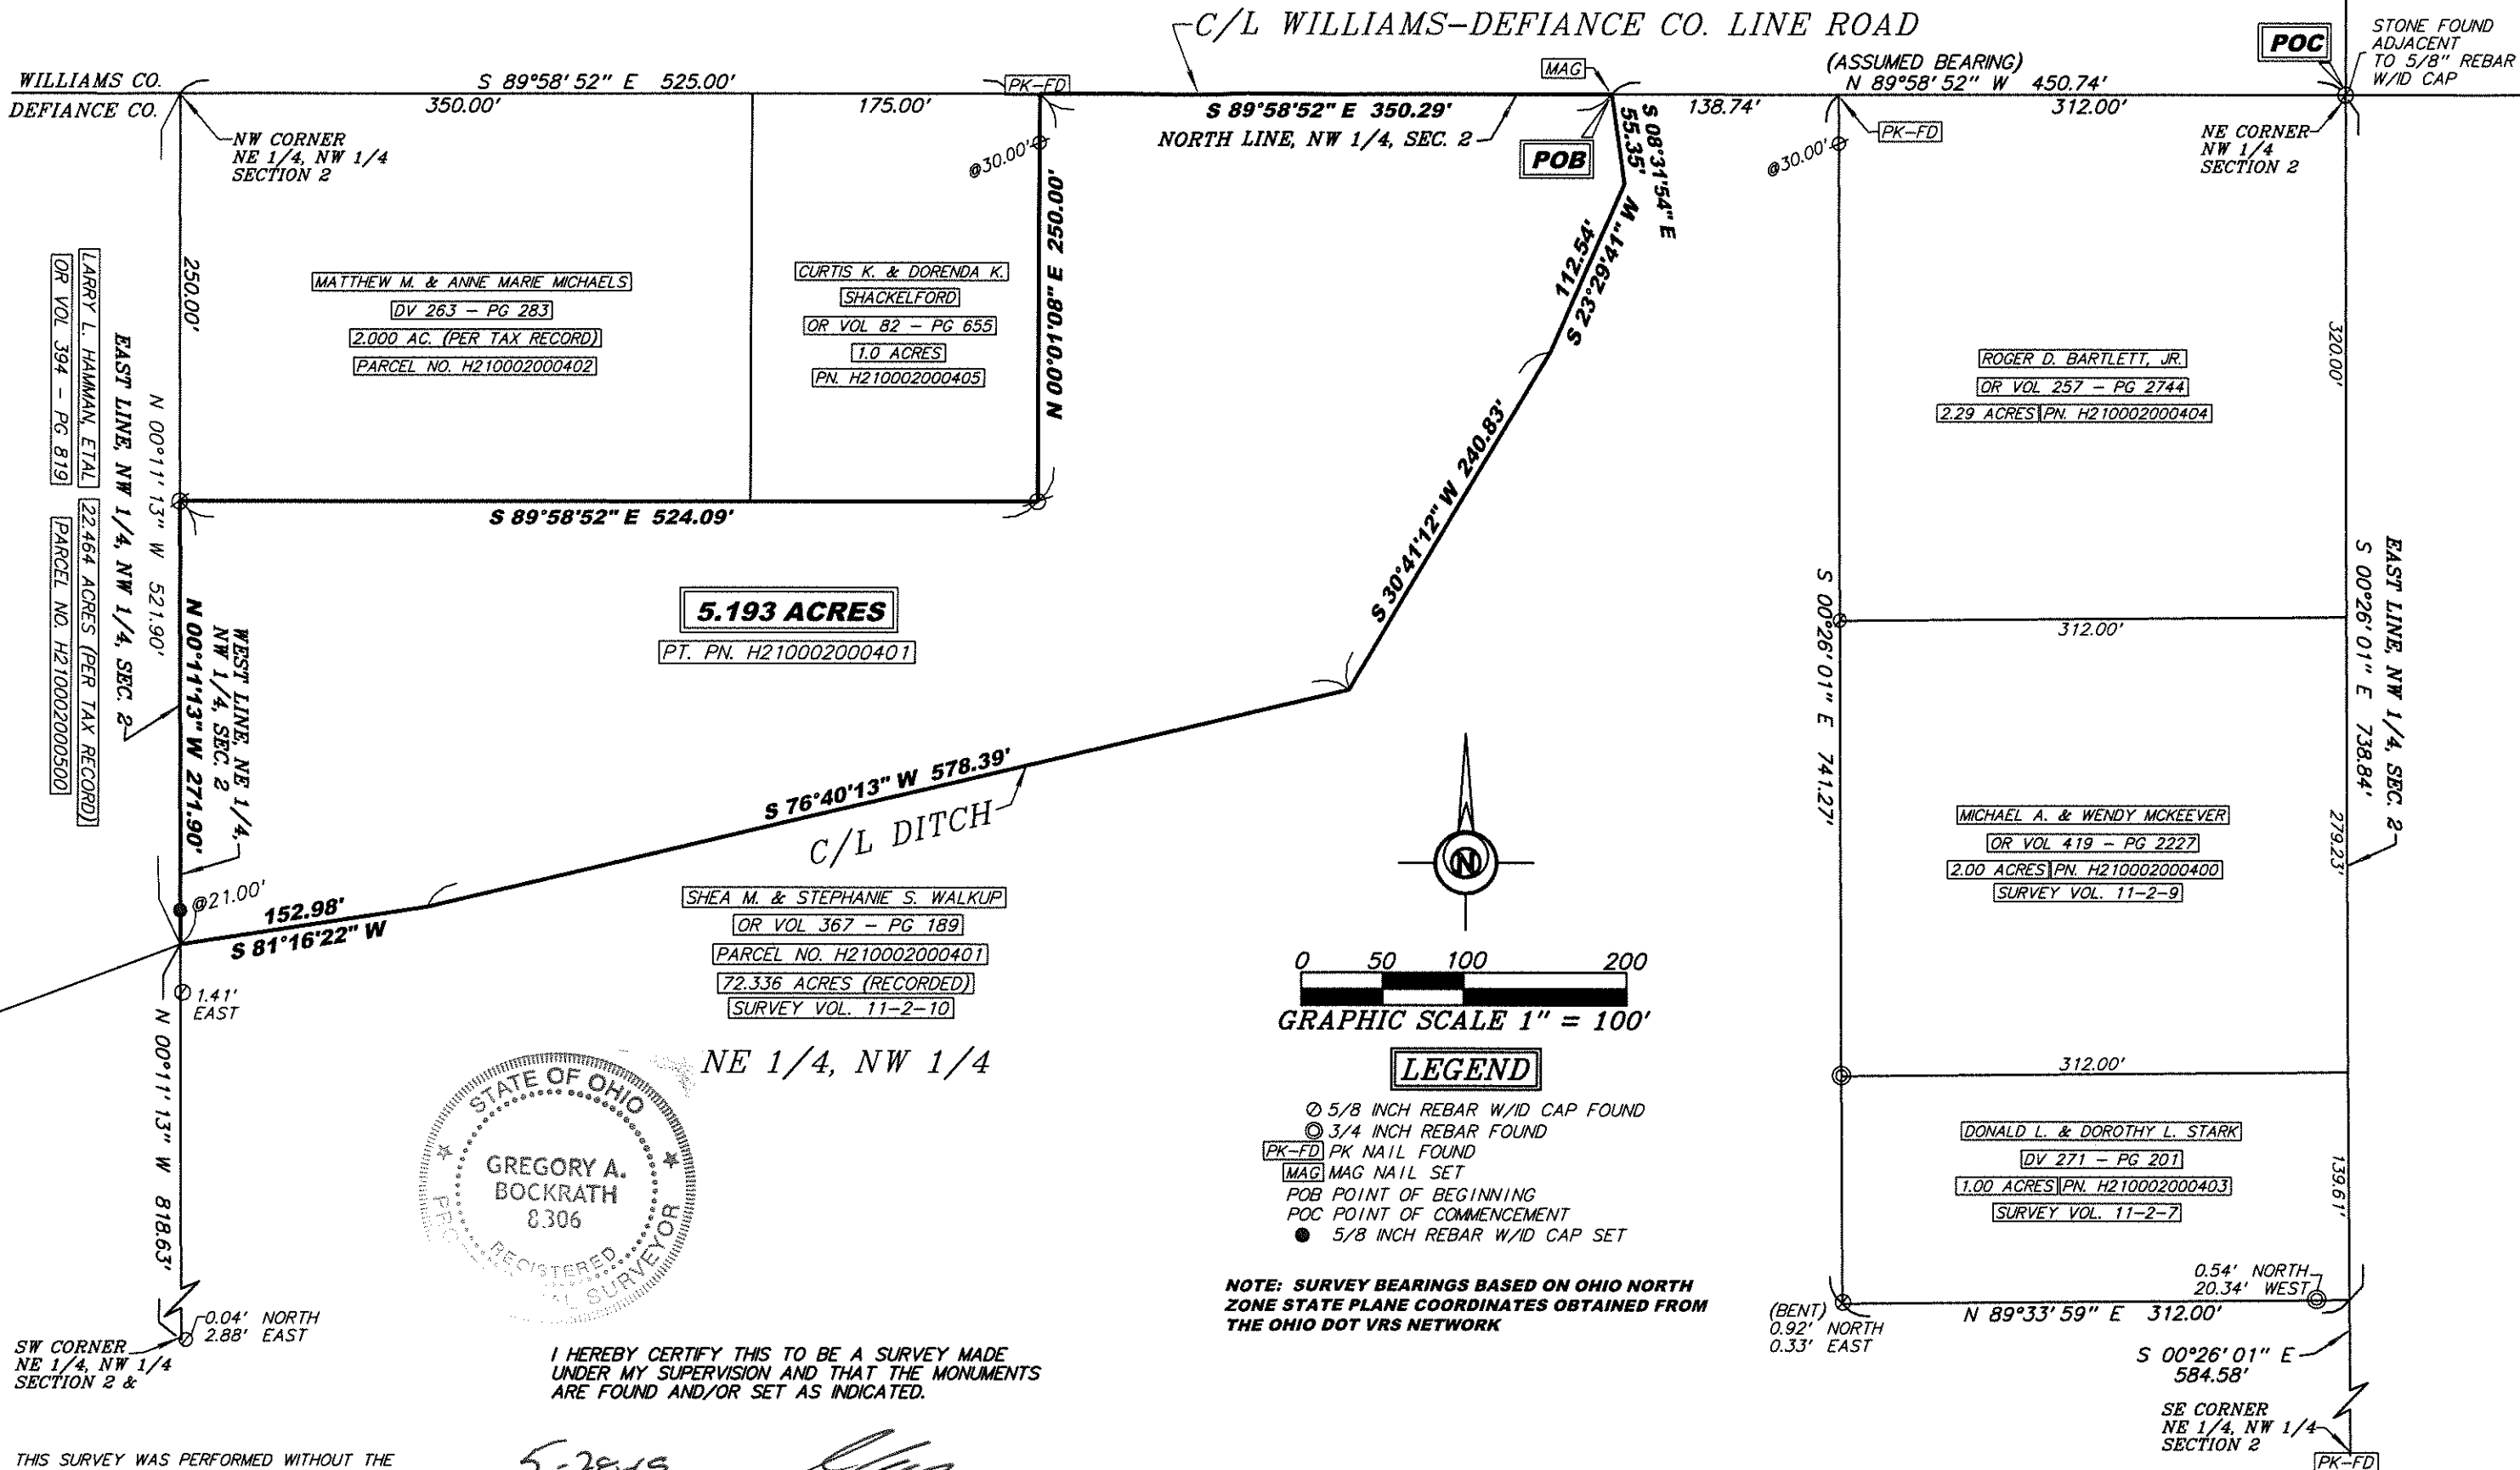 C/L WILLIAMS-DEFIANCE CO. LINE ROAD
POC
STONE FOUND
ADJACENT
TO 5/8" REBAR
W/ID CAP
WILLIAMS CO.
DEFIANCE CO.
S 89°58'52" E 525.00'
350.00'
175.00'
PK-FD
S 89°58'52" E 350.29'
NORTH LINE, NW 1/4, SEC. 2
MAG
POB
(ASSUMED BEARING)
N 89°58'52" W 450.74'
138.74'
312.00'
PK-FD
NW CORNER
NE 1/4, NW 1/4
SECTION 2
NE CORNER
NW 1/4
SECTION 2
@30.00'
@30.00'
S 08°31'54" E
55.35'
112.54'
S 23°29'41" W
S 30°41'12" W 240.83'
N 00°01'08" E 250.00'
250.00'
LARRY L. HAMMAN, ETAL
OR VOL 394 - PG 819
22.464 ACRES (PER TAX RECORD)
PARCEL NO. H210002000500
EAST LINE, NW 1/4, NW 1/4, SEC. 2
N 00°11'13" W 521.90'
MATTHEW M. & ANNE MARIE MICHAELS
DV 263 - PG 283
2.000 AC. (PER TAX RECORD)
PARCEL NO. H210002000402
CURTIS K. & DORENDA K.
SHACKELFORD
OR VOL 82 - PG 655
1.0 ACRES
PN. H210002000405
S 89°58'52" E 524.09'
ROGER D. BARTLETT, JR.
OR VOL 257 - PG 2744
2.29 ACRES PN. H210002000404
320.00'
312.00'
S 00°26'01" E 741.27'
EAST LINE, NW 1/4, SEC. 2
S 00°26'01" E 738.84'
279.23'
5.193 ACRES
PT. PN. H210002000401
WEST LINE, NE 1/4,
NW 1/4, SEC. 2
N 00°11'13" W 271.90'
S 76°40'13" W 578.39'
C/L DITCH
@21.00'
152.98'
S 81°16'22" W
1.41'
EAST
SHEA M. & STEPHANIE S. WALKUP
OR VOL 367 - PG 189
PARCEL NO. H210002000401
72.336 ACRES (RECORDED)
SURVEY VOL. 11-2-10
NE 1/4, NW 1/4
N
0 50 100 200
GRAPHIC SCALE 1" = 100'
MICHAEL A. & WENDY MCKEEVER
OR VOL 419 - PG 2227
2.00 ACRES PN. H210002000400
SURVEY VOL. 11-2-9
312.00'
LEGEND
5/8 INCH REBAR W/ID CAP FOUND
3/4 INCH REBAR FOUND
PK-FD PK NAIL FOUND
MAG MAG NAIL SET
POB POINT OF BEGINNING
POC POINT OF COMMENCEMENT
5/8 INCH REBAR W/ID CAP SET
DONALD L. & DOROTHY L. STARK
DV 271 - PG 201
1.00 ACRES PN. H210002000403
SURVEY VOL. 11-2-7
139.61'
N 00°11'13" W 818.63'
STATE OF OHIO
GREGORY A.
BOCKRATH
8306
REGISTERED
SURVEYOR
NOTE: SURVEY BEARINGS BASED ON OHIO NORTH
ZONE STATE PLANE COORDINATES OBTAINED FROM
THE OHIO DOT VRS NETWORK
0.54' NORTH
20.34' WEST
(BENT)
0.92' NORTH
0.33' EAST
N 89°33'59" E 312.00'
S 00°26'01" E
584.58'
0.04' NORTH
2.88' EAST
SW CORNER
NE 1/4, NW 1/4
SECTION 2 &
I HEREBY CERTIFY THIS TO BE A SURVEY MADE
UNDER MY SUPERVISION AND THAT THE MONUMENTS
ARE FOUND AND/OR SET AS INDICATED.
SE CORNER
NE 1/4, NW 1/4
SECTION 2
PK-FD
THIS SURVEY WAS PERFORMED WITHOUT THE